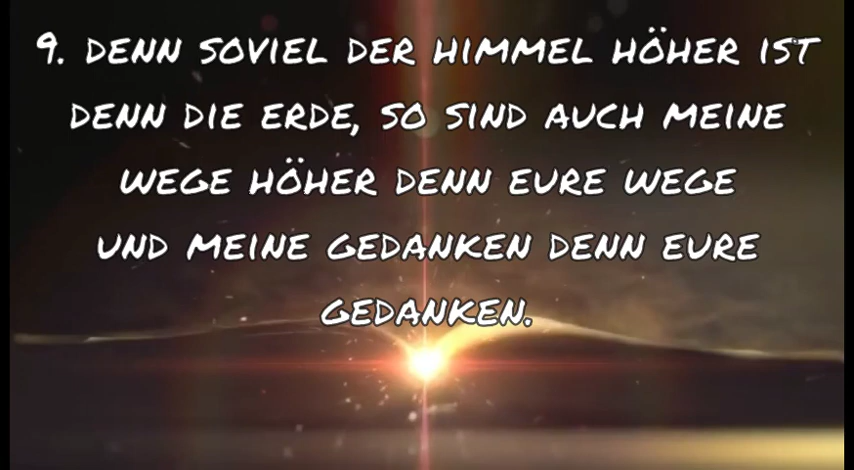 9. DENN SOVIEL DER HIMMEL HÖHER IST
DENN DIE ERDE, SO SIND AUCH MEINE
WEGE HÖHER DENN EURE WEGE
UND MEINE GEDANKEN DENN EURE
GEDANKEN.